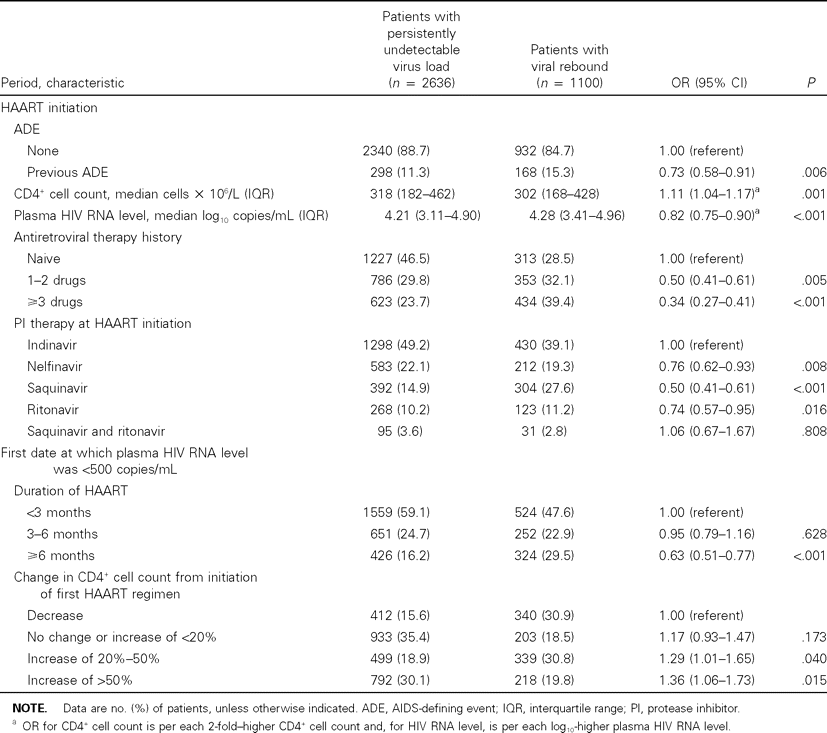 Period, characteristic Patients with persistently undetectable virus load (n = 2636) Patients with viral rebound (n = 1100) OR (95% CI) P
HAART initiation
ADE
None 2340 (88.7) 932 (84.7) 1.00 (referent)
Previous ADE 298 (11.3) 168 (15.3) 0.73 (0.58–0.91) .006
CD4⁺ cell count, median cells × 10⁶/L (IQR) 318 (182–462) 302 (168–428) 1.11 (1.04–1.17)ᵃ .001
Plasma HIV RNA level, median log₁₀ copies/mL (IQR) 4.21 (3.11–4.90) 4.28 (3.41–4.96) 0.82 (0.75–0.90)ᵃ <.001
Antiretroviral therapy history
Naive 1227 (46.5) 313 (28.5) 1.00 (referent)
1–2 drugs 786 (29.8) 353 (32.1) 0.50 (0.41–0.61) .005
⩾3 drugs 623 (23.7) 434 (39.4) 0.34 (0.27–0.41) <.001
PI therapy at HAART initiation
Indinavir 1298 (49.2) 430 (39.1) 1.00 (referent)
Nelfinavir 583 (22.1) 212 (19.3) 0.76 (0.62–0.93) .008
Saquinavir 392 (14.9) 304 (27.6) 0.50 (0.41–0.61) <.001
Ritonavir 268 (10.2) 123 (11.2) 0.74 (0.57–0.95) .016
Saquinavir and ritonavir 95 (3.6) 31 (2.8) 1.06 (0.67–1.67) .808
First date at which plasma HIV RNA level
was <500 copies/mL
Duration of HAART
<3 months 1559 (59.1) 524 (47.6) 1.00 (referent)
3–6 months 651 (24.7) 252 (22.9) 0.95 (0.79–1.16) .628
⩾6 months 426 (16.2) 324 (29.5) 0.63 (0.51–0.77) <.001
Change in CD4⁺ cell count from initiation
of first HAART regimen
Decrease 412 (15.6) 340 (30.9) 1.00 (referent)
No change or increase of <20% 933 (35.4) 203 (18.5) 1.17 (0.93–1.47) .173
Increase of 20%–50% 499 (18.9) 339 (30.8) 1.29 (1.01–1.65) .040
Increase of >50% 792 (30.1) 218 (19.8) 1.36 (1.06–1.73) .015
NOTE. Data are no. (%) of patients, unless otherwise indicated. ADE, AIDS-defining event; IQR, interquartile range; PI, protease inhibitor.
ᵃ OR for CD4⁺ cell count is per each 2-fold–higher CD4⁺ cell count and, for HIV RNA level, is per each log₁₀-higher plasma HIV RNA level.